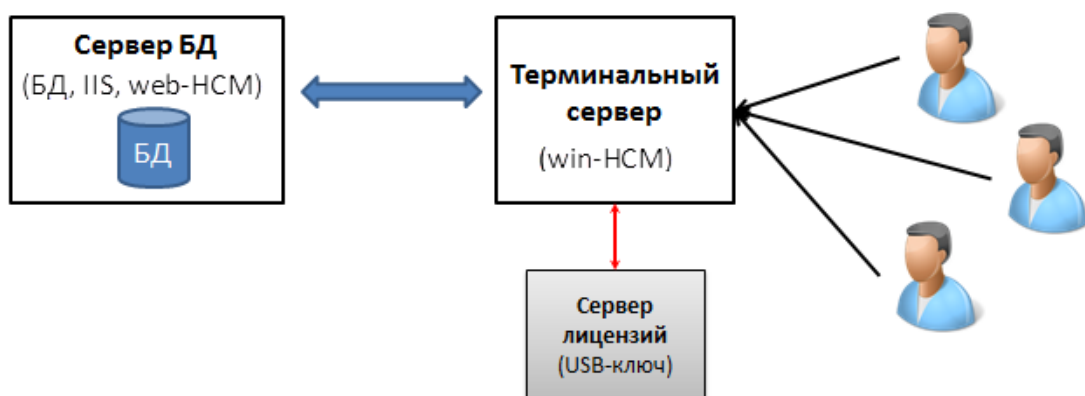 Сервер БД
(БД, IIS, web-HCM)
БД
Терминальный
сервер
(win-HCM)
Сервер
лицензий
(USB-ключ)